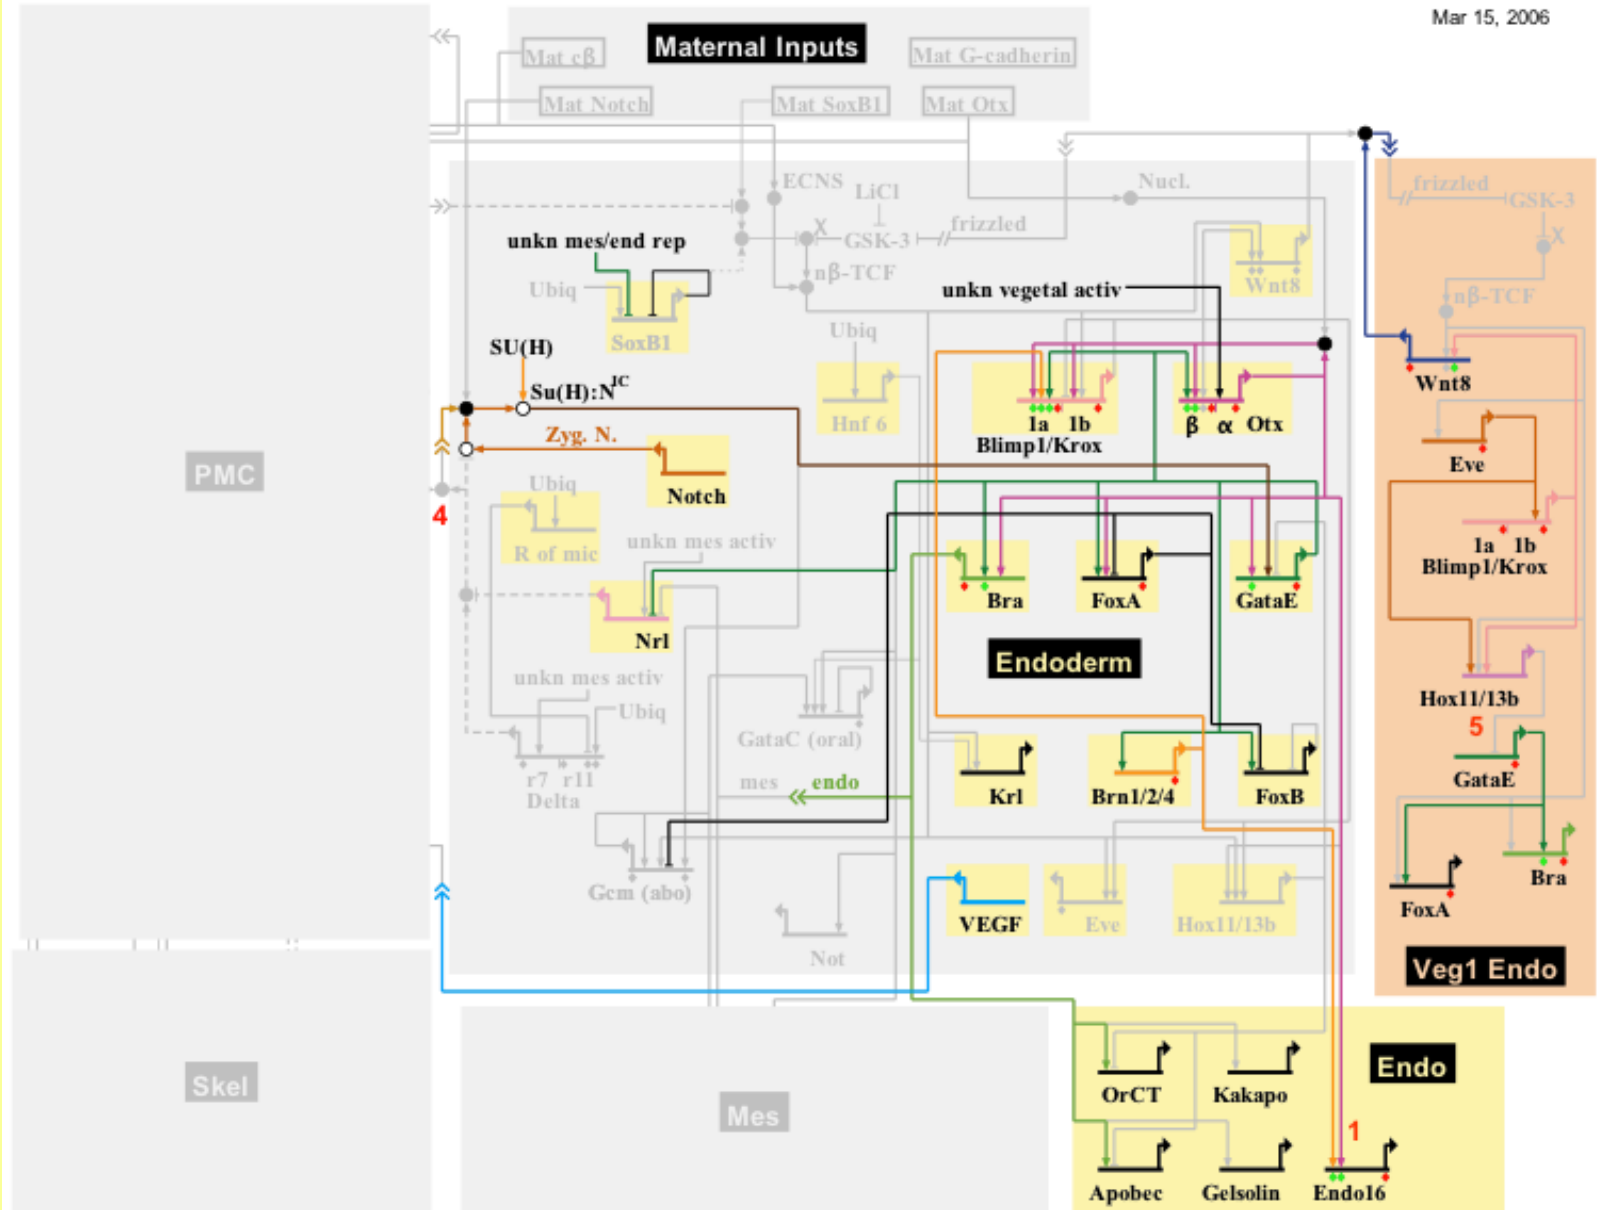 Mar 15, 2006
Maternal Inputs
Mat cβ
Mat G-cadherin
Mat Notch
Mat SoxB1
Mat Otx
ECNS
LiCl
Nucl.
frizzled
GSK-3
X
frizzled
GSK-3
X
unkn mes/end rep
nβ-TCF
Ubiq
unkn vegetal activ
Wnt8
nβ-TCF
SoxB1
Ubiq
SU(H)
Su(H):N^IC
Wnt8
Hnf 6
1a 1b
Blimp1/Krox
β α Otx
Zyg. N.
Eve
PMC
Notch
Ubiq
4
R of mic
unkn mes activ
1a 1b
Blimp1/Krox
Bra
FoxA
GataE
Nrl
Endoderm
unkn mes activ
Ubiq
Hox11/13b
5
GataC (oral)
r7 r11
Delta
mes
endo
Krl
Brn1/2/4
FoxB
GataE
Gcm (abo)
Bra
FoxA
VEGF
Eve
Hox11/13b
Not
Veg1 Endo
Endo
Skel
OrCT
Kakapo
Mes
1
Apobec
Gelsolin
Endo16